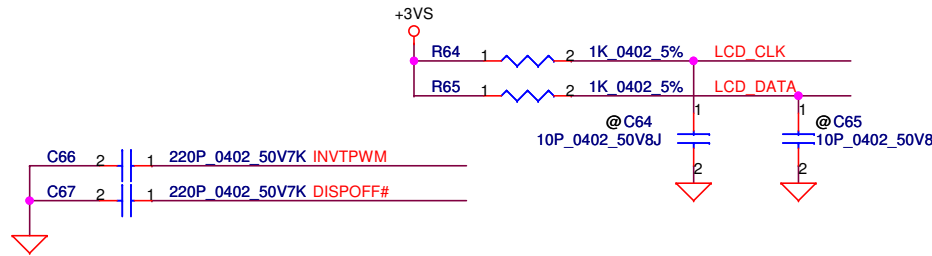 +3VS
R64 1 2 1K_0402_5% LCD_CLK
R65 1 2 1K_0402_5% LCD_DATA
1 1
@C64 @C65
10P_0402_50V8J 10P_0402_50V8
2 2
C66 2 1 220P_0402_50V7K INVTPWM
C67 2 1 220P_0402_50V7K DISPOFF#